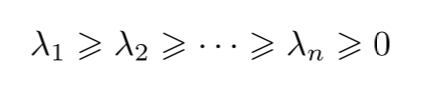 λ₁ ⩾ λ₂ ⩾ ⋯ ⩾ λₙ ⩾ 0